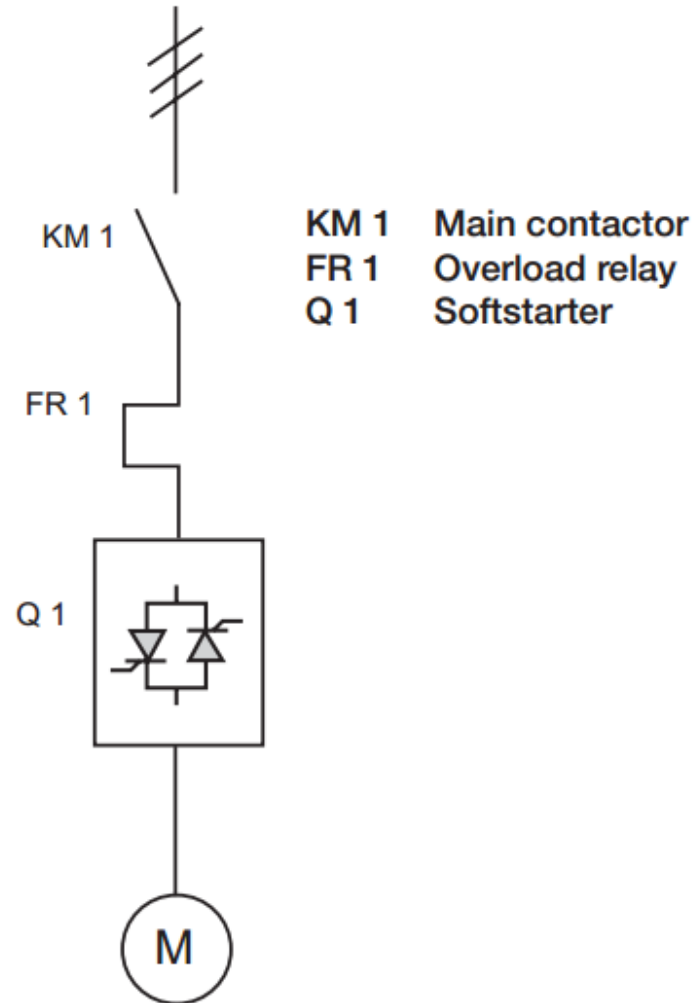 KM 1
KM 1 Main contactor
FR 1 Overload relay
Q 1 Softstarter
FR 1
Q 1
M